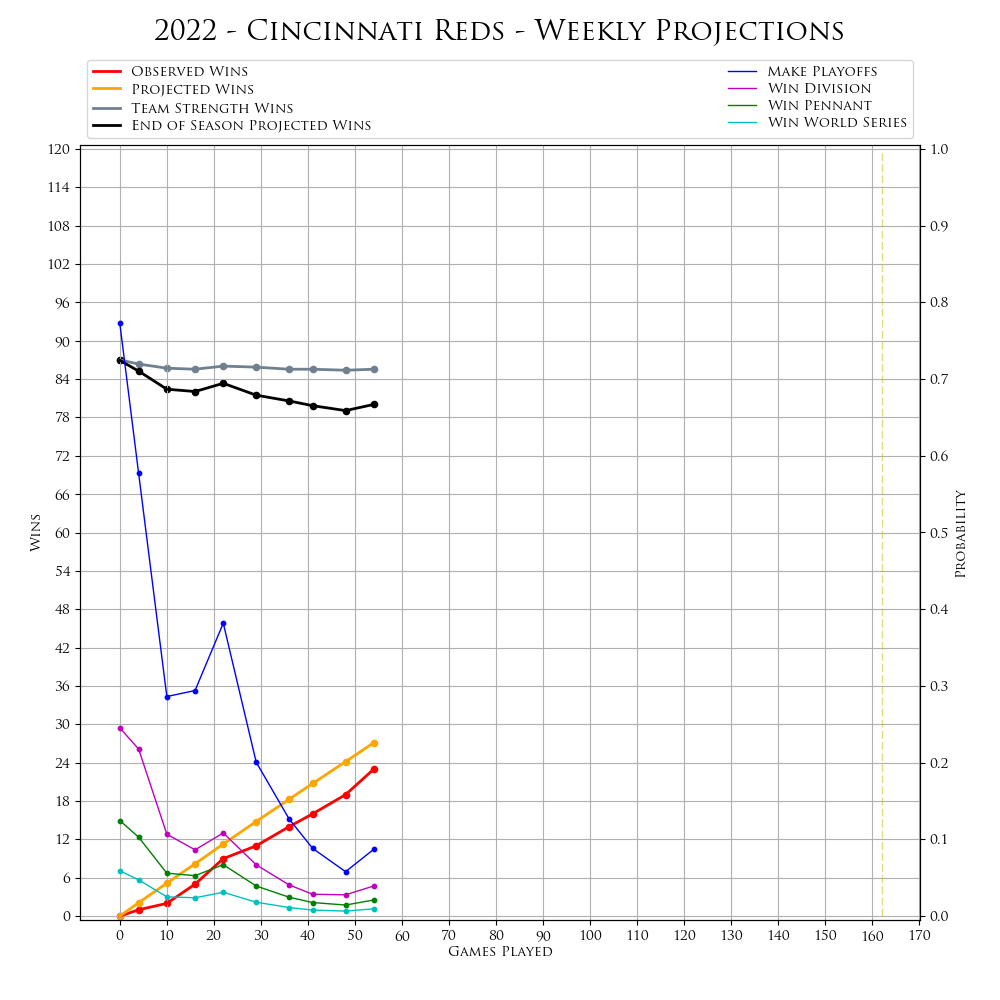 2022 - Cincinnati Reds - Weekly Projections
Observed Wins
Projected Wins
Team Strength Wins
End of Season Projected Wins
Make Playoffs
Win Division
Win Pennant
Win World Series
120
114
108
102
96
90
84
78
72
66
60
54
48
42
36
30
24
18
12
6
0
Wins
1.0
0.9
0.8
0.7
0.6
0.5
0.4
0.3
0.2
0.1
0.0
Probability
0 10 20 30 40 50 60 70 80 90 100 110 120 130 140 150 160 170
Games Played